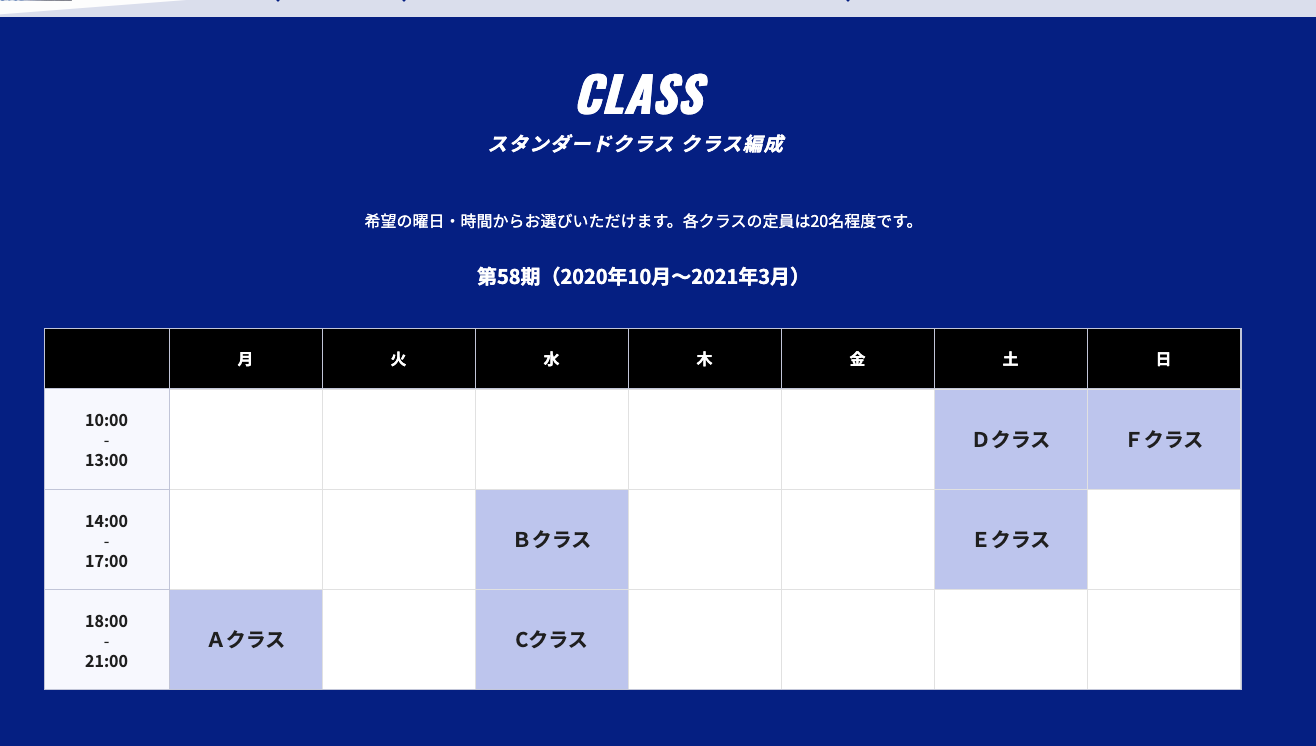 CLASS
スタンダードクラス クラス編成
希望の曜日・時間からお選びいただけます。各クラスの定員は20名程度です。
第58期（2020年10月〜2021年3月）
月 火 水 木 金 土 日
10:00
-
13:00
Dクラス Fクラス
14:00
-
17:00
Bクラス Eクラス
18:00
-
21:00
Aクラス Cクラス